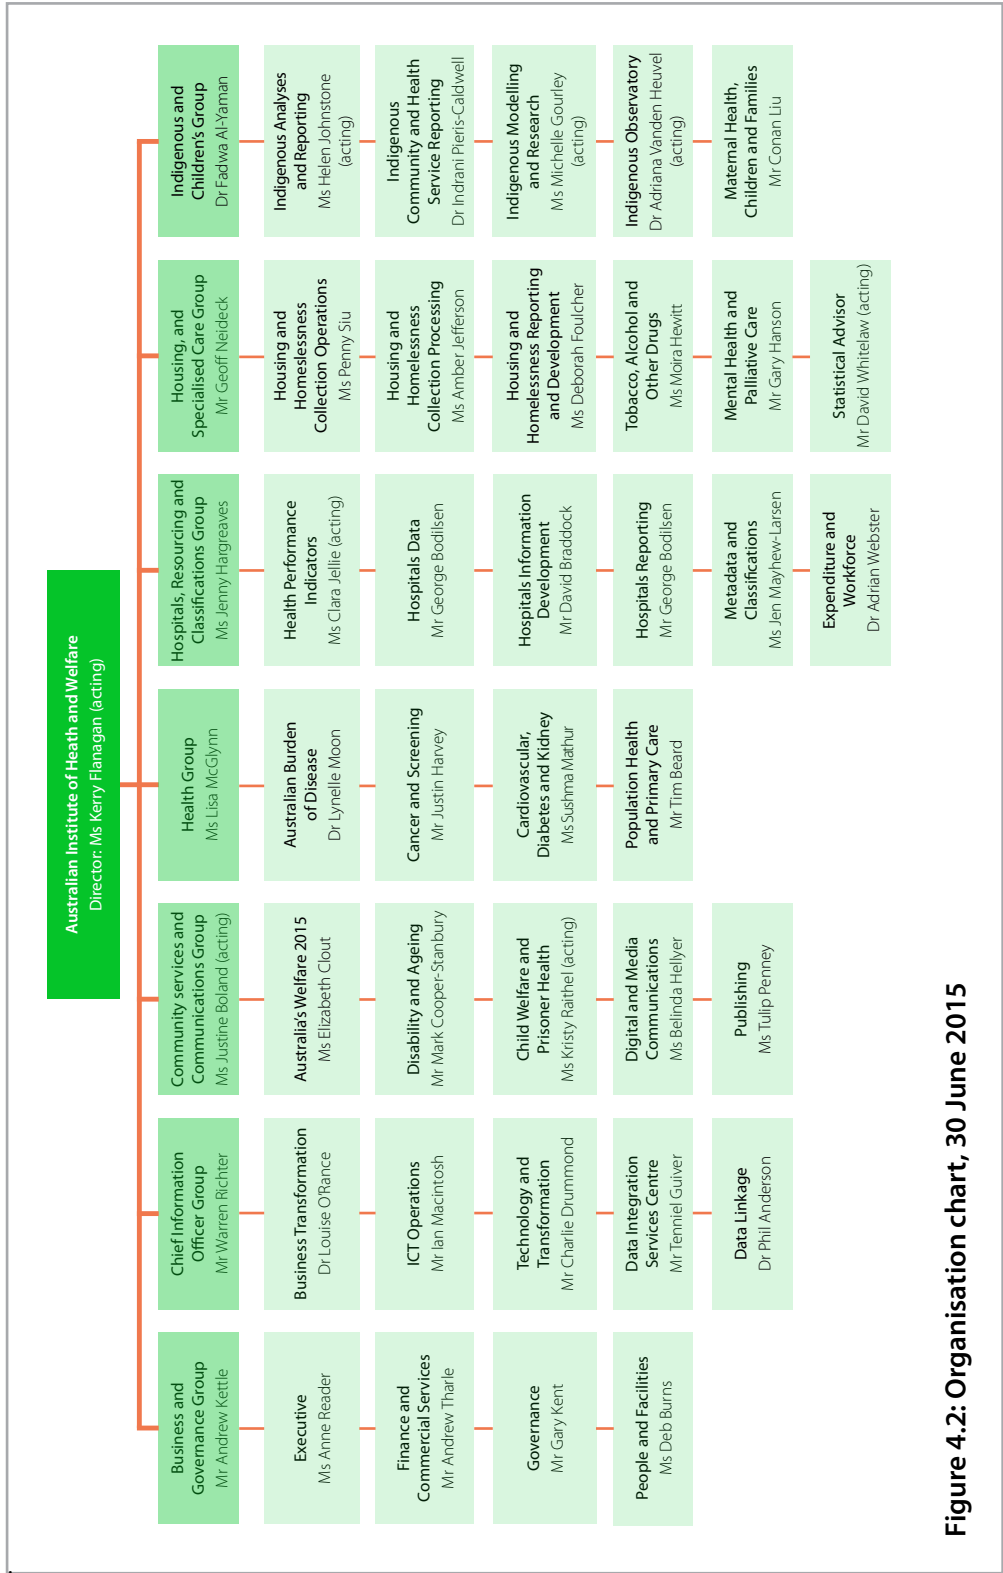 Australian Institute of Heath and Welfare
Director: Ms Kerry Flanagan (acting)
Business and
Governance Group
Mr Andrew Kettle
Executive
Ms Anne Reader
Finance and
Commercial Services
Mr Andrew Tharle
Governance
Mr Gary Kent
People and Facilities
Ms Deb Burns
Chief Information
Officer Group
Mr Warren Richter
Business Transformation
Dr Louise O'Rance
ICT Operations
Mr Ian Macintosh
Technology and
Transformation
Mr Charlie Drummond
Data Integration
Services Centre
Mr Tenniel Guiver
Data Linkage
Dr Phil Anderson
Community services and
Communications Group
Ms Justine Boland (acting)
Australia's Welfare 2015
Ms Elizabeth Clout
Disability and Ageing
Mr Mark Cooper-Stanbury
Child Welfare and
Prisoner Health
Ms Kristy Raithel (acting)
Digital and Media
Communications
Ms Belinda Hellyer
Publishing
Ms Tulip Penney
Health Group
Ms Lisa McGlynn
Australian Burden
of Disease
Dr Lynelle Moon
Cancer and Screening
Mr Justin Harvey
Cardiovascular,
Diabetes and Kidney
Ms Sushma Mathur
Population Health
and Primary Care
Mr Tim Beard
Hospitals, Resourcing and
Classifications Group
Ms Jenny Hargreaves
Health Performance
Indicators
Ms Clara Jellie (acting)
Hospitals Data
Mr George Bodilsen
Hospitals Information
Development
Mr David Braddock
Hospitals Reporting
Mr George Bodilsen
Metadata and
Classifications
Ms Jen Mayhew-Larsen
Expenditure and
Workforce
Dr Adrian Webster
Housing, and
Specialised Care Group
Mr Geoff Neideck
Housing and
Homelessness
Collection Operations
Ms Penny Siu
Housing and
Homelessness
Collection Processing
Ms Amber Jefferson
Housing and
Homelessness Reporting
and Development
Ms Deborah Foulcher
Tobacco, Alcohol and
Other Drugs
Ms Moira Hewitt
Mental Health and
Palliative Care
Mr Gary Hanson
Statistical Advisor
Mr David Whitelaw (acting)
Indigenous and
Children's Group
Dr Fadwa Al-Yaman
Indigenous Analyses
and Reporting
Ms Helen Johnstone
(acting)
Indigenous
Community and Health
Service Reporting
Dr Indrani Pieris-Caldwell
Indigenous Modelling
and Research
Ms Michelle Gourley
(acting)
Indigenous Observatory
Dr Adriana Vanden Heuvel
(acting)
Maternal Health,
Children and Families
Mr Conan Liu
Figure 4.2: Organisation chart, 30 June 2015